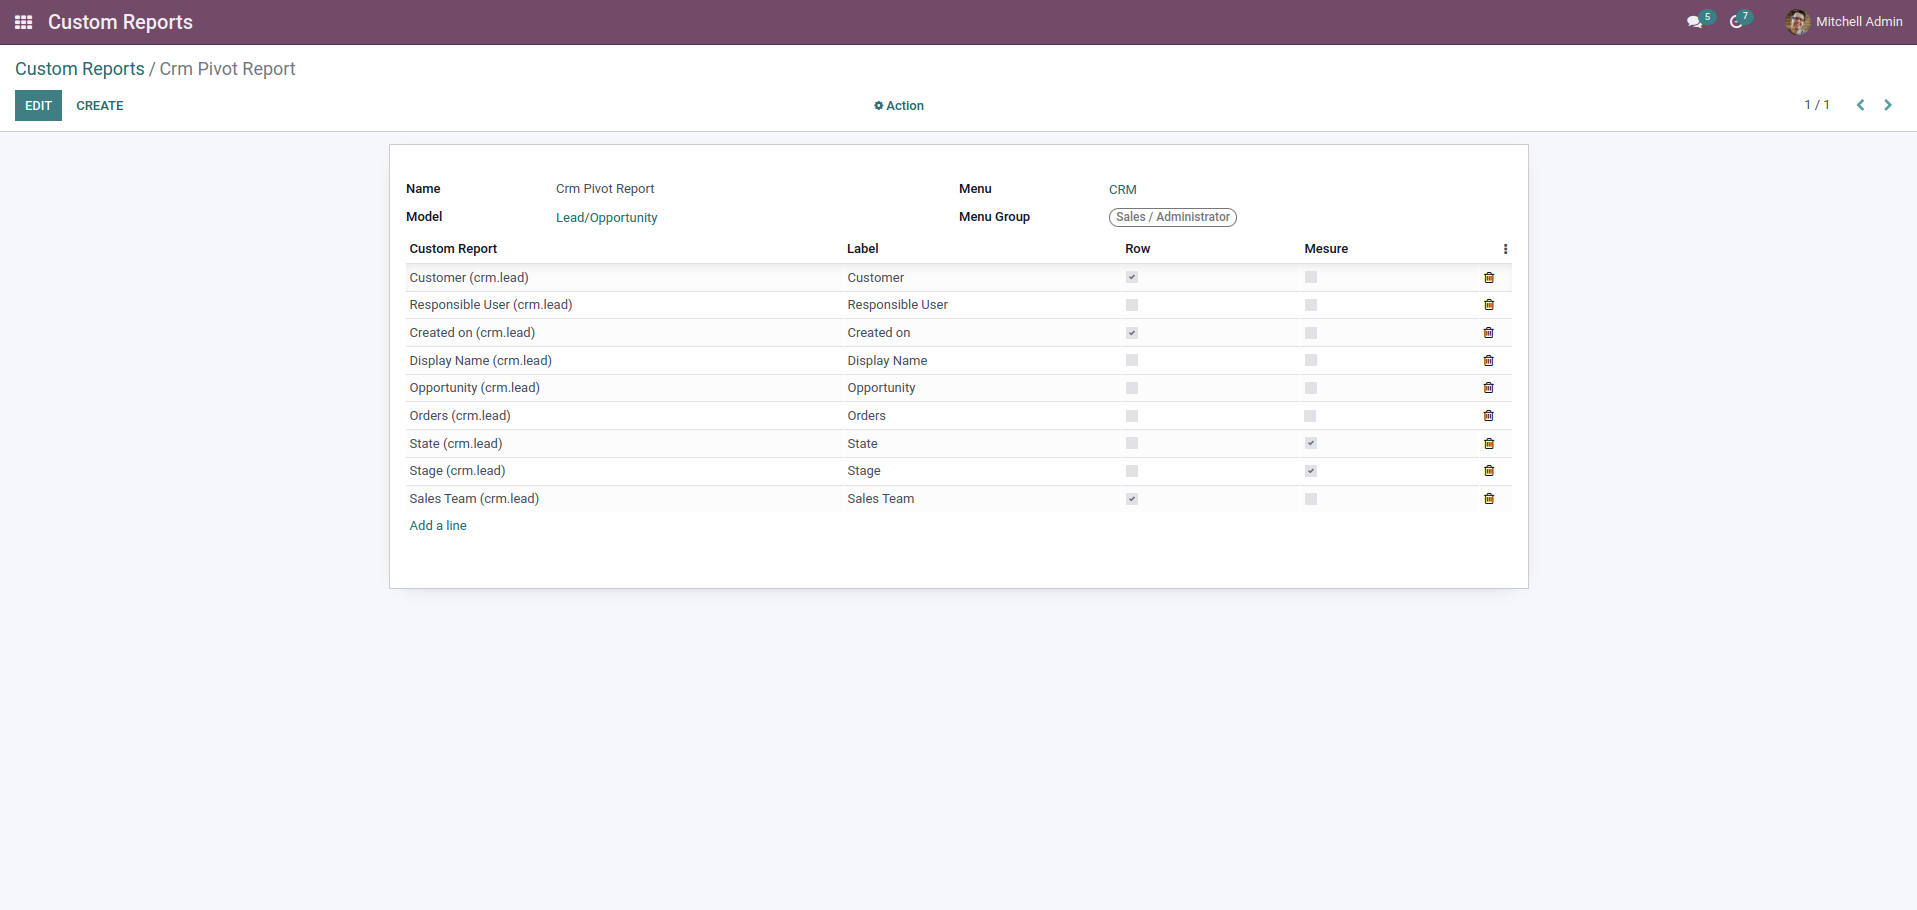 Custom Reports
5
7
Mitchell Admin
Custom Reports / Crm Pivot Report
EDIT CREATE
Action
1 / 1
Name Crm Pivot Report Menu CRM
Model Lead/Opportunity Menu Group Sales / Administrator
Custom Report Label Row Mesure
Customer (crm.lead) Customer
Responsible User (crm.lead) Responsible User
Created on (crm.lead) Created on
Display Name (crm.lead) Display Name
Opportunity (crm.lead) Opportunity
Orders (crm.lead) Orders
State (crm.lead) State
Stage (crm.lead) Stage
Sales Team (crm.lead) Sales Team
Add a line